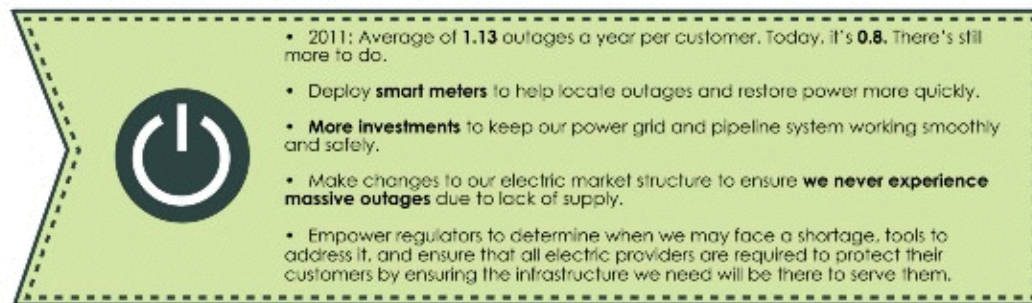 • 2011: Average of 1.13 outages a year per customer. Today, it's 0.8. There's still
more to do.
• Deploy smart meters to help locate outages and restore power more quickly.
• More investments to keep our power grid and pipeline system working smoothly
and safely.
• Make changes to our electric market structure to ensure we never experience
massive outages due to lack of supply.
• Empower regulators to determine when we may face a shortage, tools to
address it, and ensure that all electric providers are required to protect their
customers by ensuring the infrastructure we need will be there to serve them.